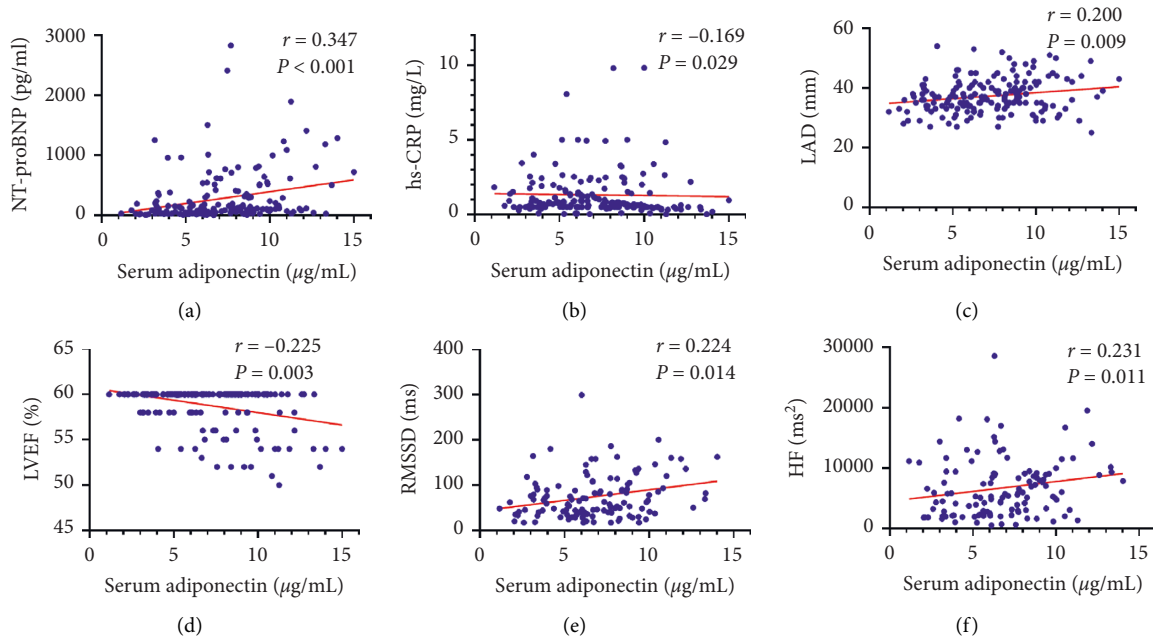 r = 0.347
P < 0.001
NT-proBNP (pg/ml)
3000
2000
1000
0
0 5 10 15
Serum adiponectin (μg/mL)
(a)
r = –0.169
P = 0.029
hs-CRP (mg/L)
10
5
0
0 5 10 15
Serum adiponectin (μg/mL)
(b)
r = 0.200
P = 0.009
LAD (mm)
60
40
20
0
0 5 10 15
Serum adiponectin (μg/mL)
(c)
r = –0.225
P = 0.003
LVEF (%)
65
60
55
50
45
0 5 10 15
Serum adiponectin (μg/mL)
(d)
r = 0.224
P = 0.014
RMSSD (ms)
400
300
200
100
0
0 5 10 15
Serum adiponectin (μg/mL)
(e)
r = 0.231
P = 0.011
HF (ms²)
30000
20000
10000
0
0 5 10 15
Serum adiponectin (μg/mL)
(f)